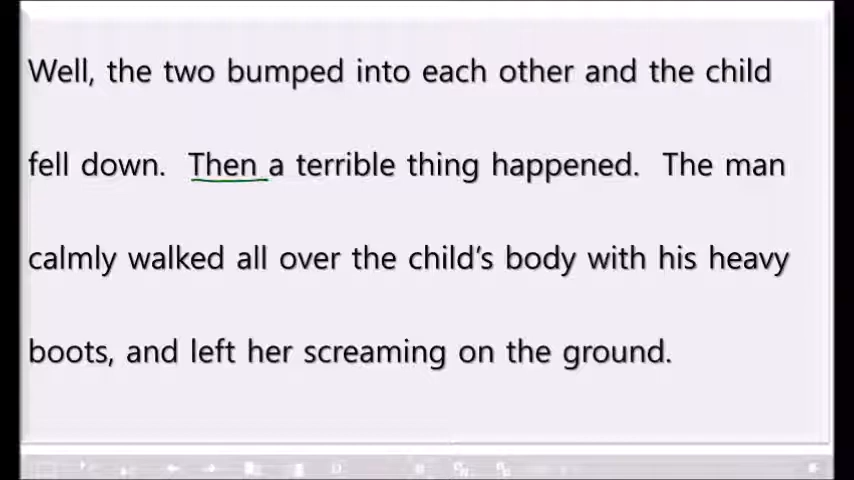 Well, the two bumped into each other and the child
fell down. Then a terrible thing happened. The man
calmly walked all over the child's body with his heavy
boots, and left her screaming on the ground.